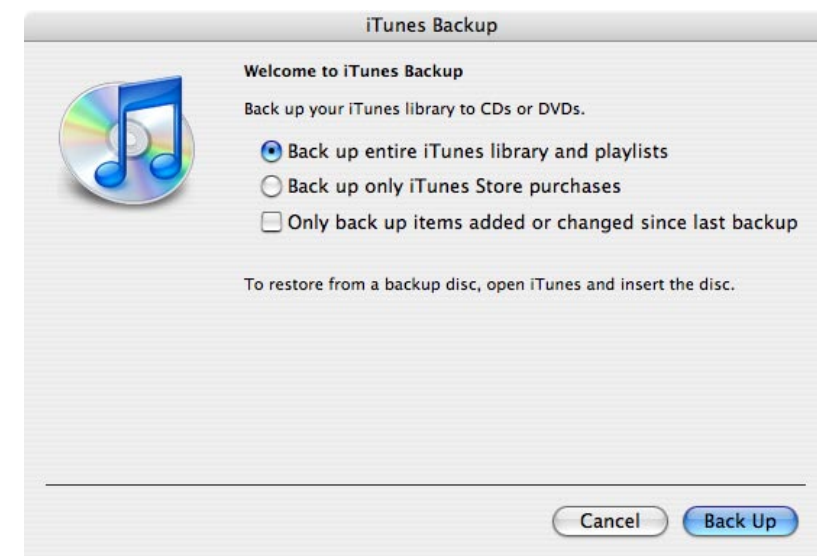 iTunes Backup
Welcome to iTunes Backup
Back up your iTunes library to CDs or DVDs.
Back up entire iTunes library and playlists
Back up only iTunes Store purchases
Only back up items added or changed since last backup
To restore from a backup disc, open iTunes and insert the disc.
Cancel Back Up